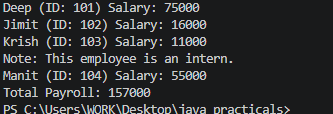 Deep (ID: 101) Salary: 75000
Jimit (ID: 102) Salary: 16000
Krish (ID: 103) Salary: 11000
Note: This employee is an intern.
Manit (ID: 104) Salary: 55000
Total Payroll: 157000
PS C:\Users\WORK\Desktop\java practicals>